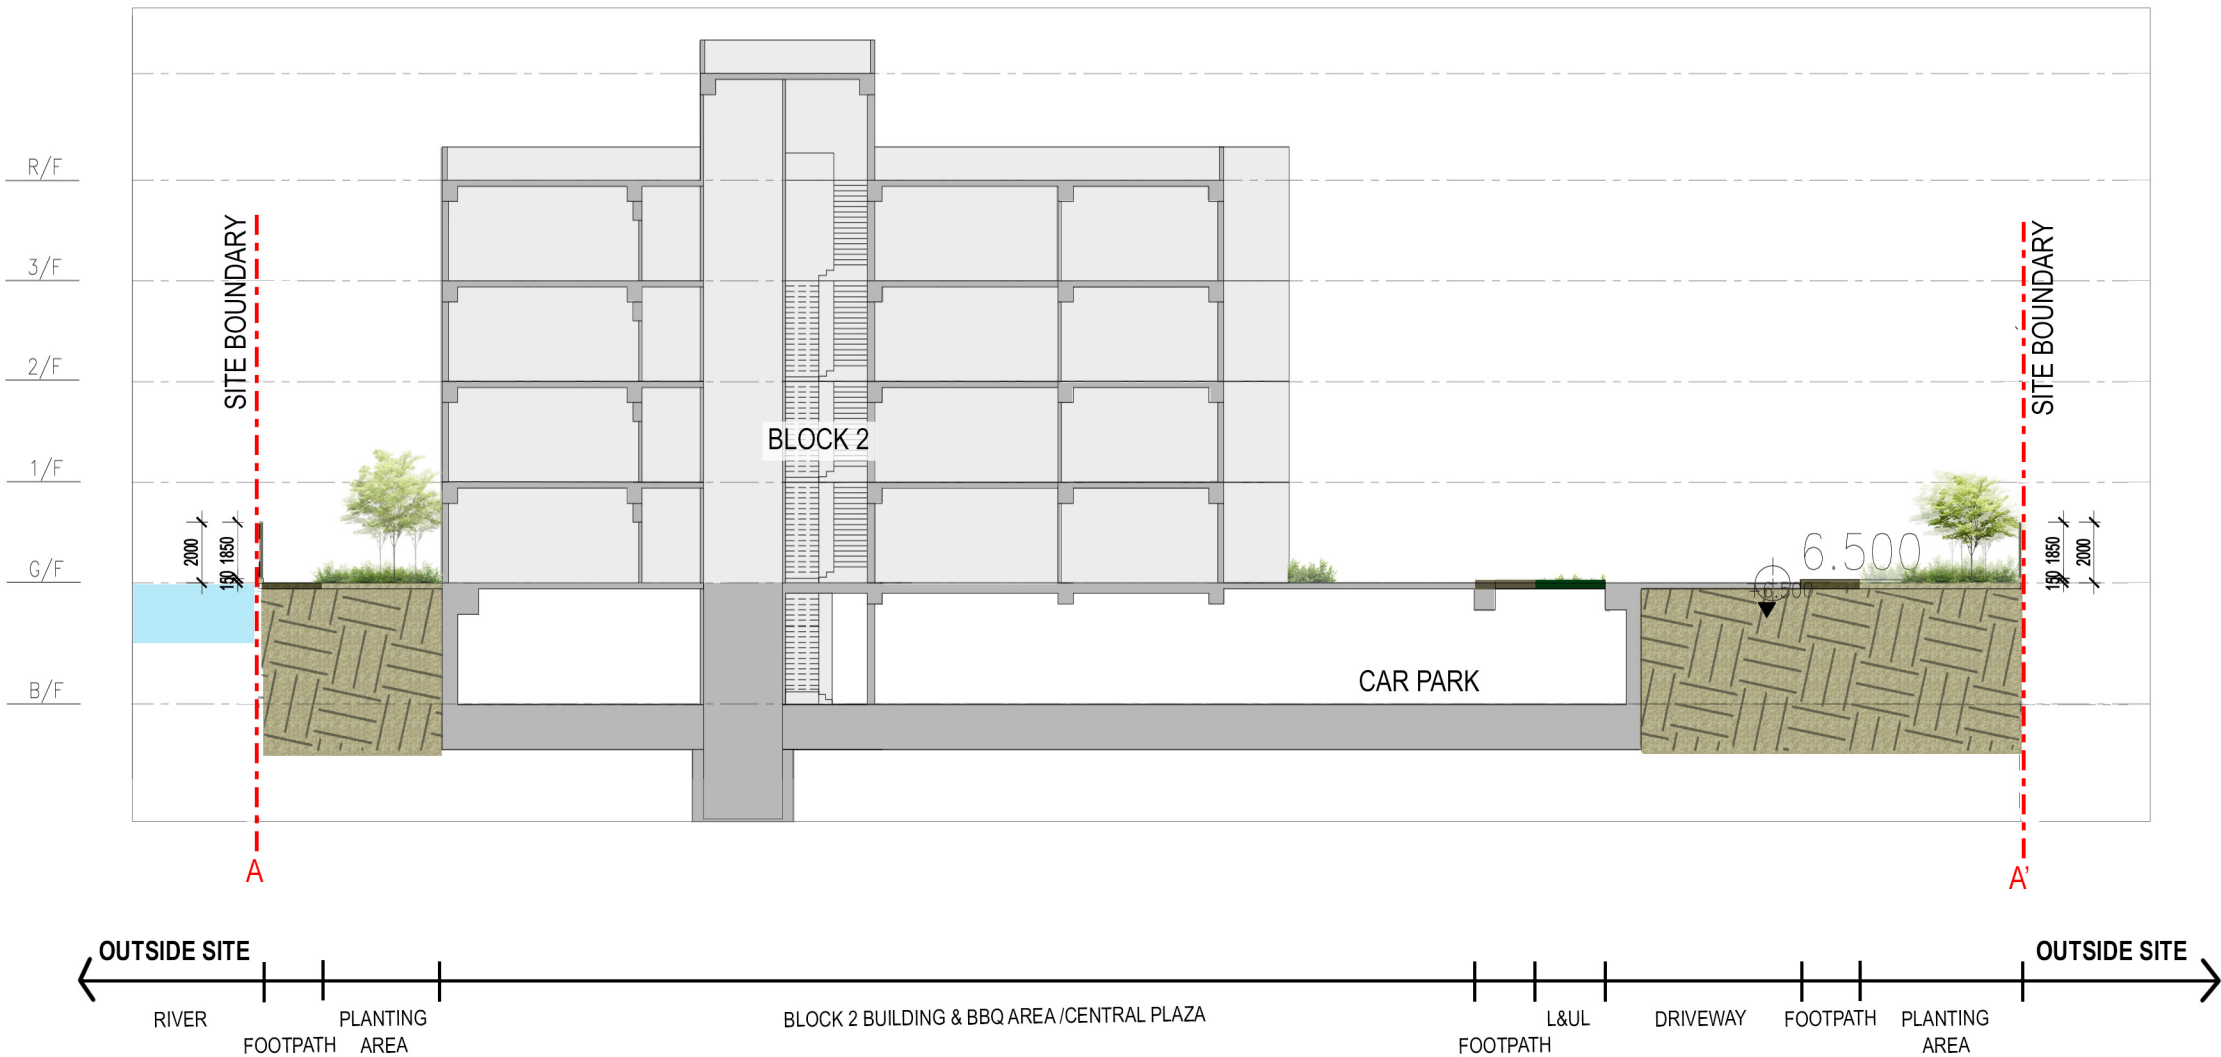 R/F
3/F
2/F
1/F
G/F
B/F
SITE BOUNDARY
SITE BOUNDARY
BLOCK 2
2000
150 1850
6.500
+6.500
150 1850
2000
CAR PARK
A
A'
OUTSIDE SITE
OUTSIDE SITE
RIVER
FOOTPATH
PLANTING
AREA
BLOCK 2 BUILDING & BBQ AREA /CENTRAL PLAZA
FOOTPATH
L&UL
DRIVEWAY
FOOTPATH
PLANTING
AREA